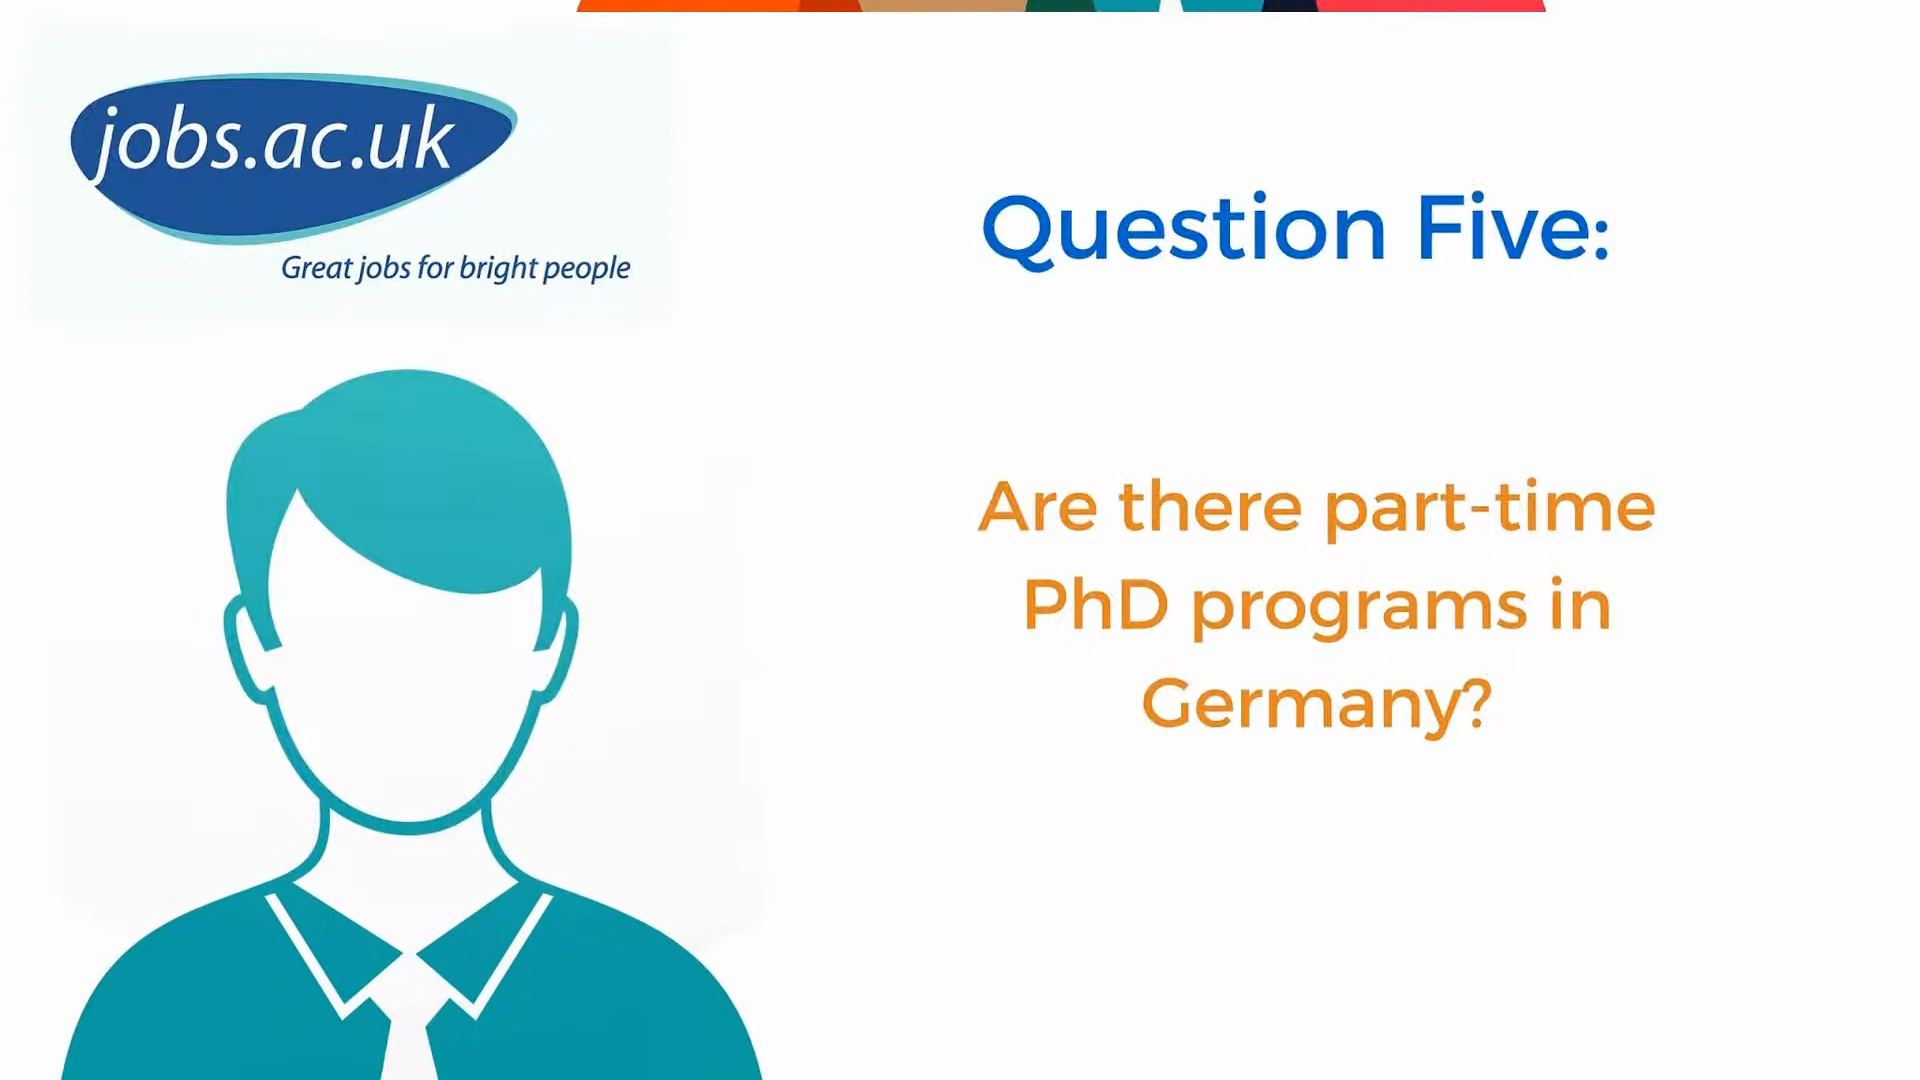 jobs.ac.uk
Great jobs for bright people
Question Five:
Are there part-time
PhD programs in
Germany?